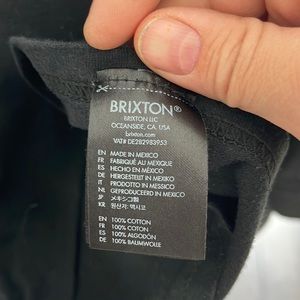 BRIXTON®
BRIXTON LLC
OCEANSIDE, CA. USA
brixton.com
VAT# DE282983953
EN MADE IN MEXICO
FR FABRIQUÉ AU MEXIQUE
ES HECHO EN MÉXICO
DE HERGESTELLT IN MEXIKO
IT PRODOTTO IN MESSICO
NL GEPRODUCEERD IN MEXICO
JP メキシコ製
KR 원산지: 멕시코
EN 100% COTTON
FR 100% COTON
ES 100% ALGODÓN
DE 100% BAUMWOLLE